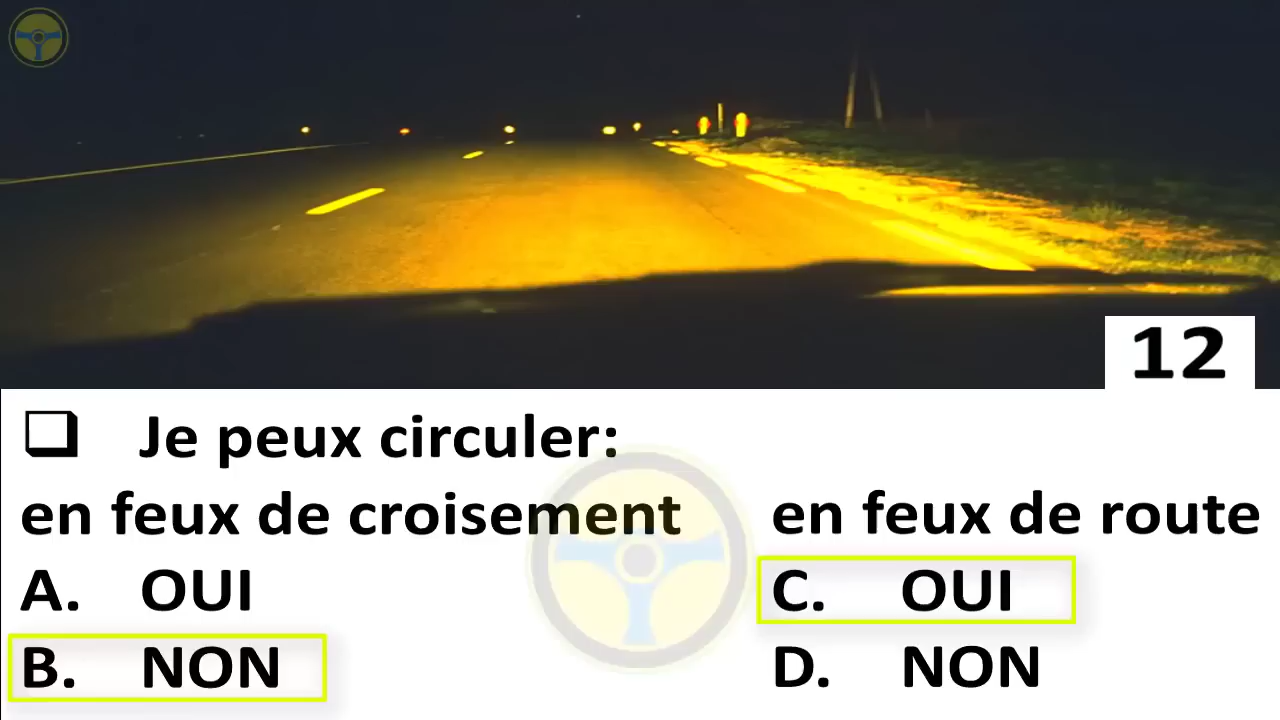 12
❑ Je peux circuler:
en feux de croisement en feux de route
A. OUI C. OUI
B. NON D. NON